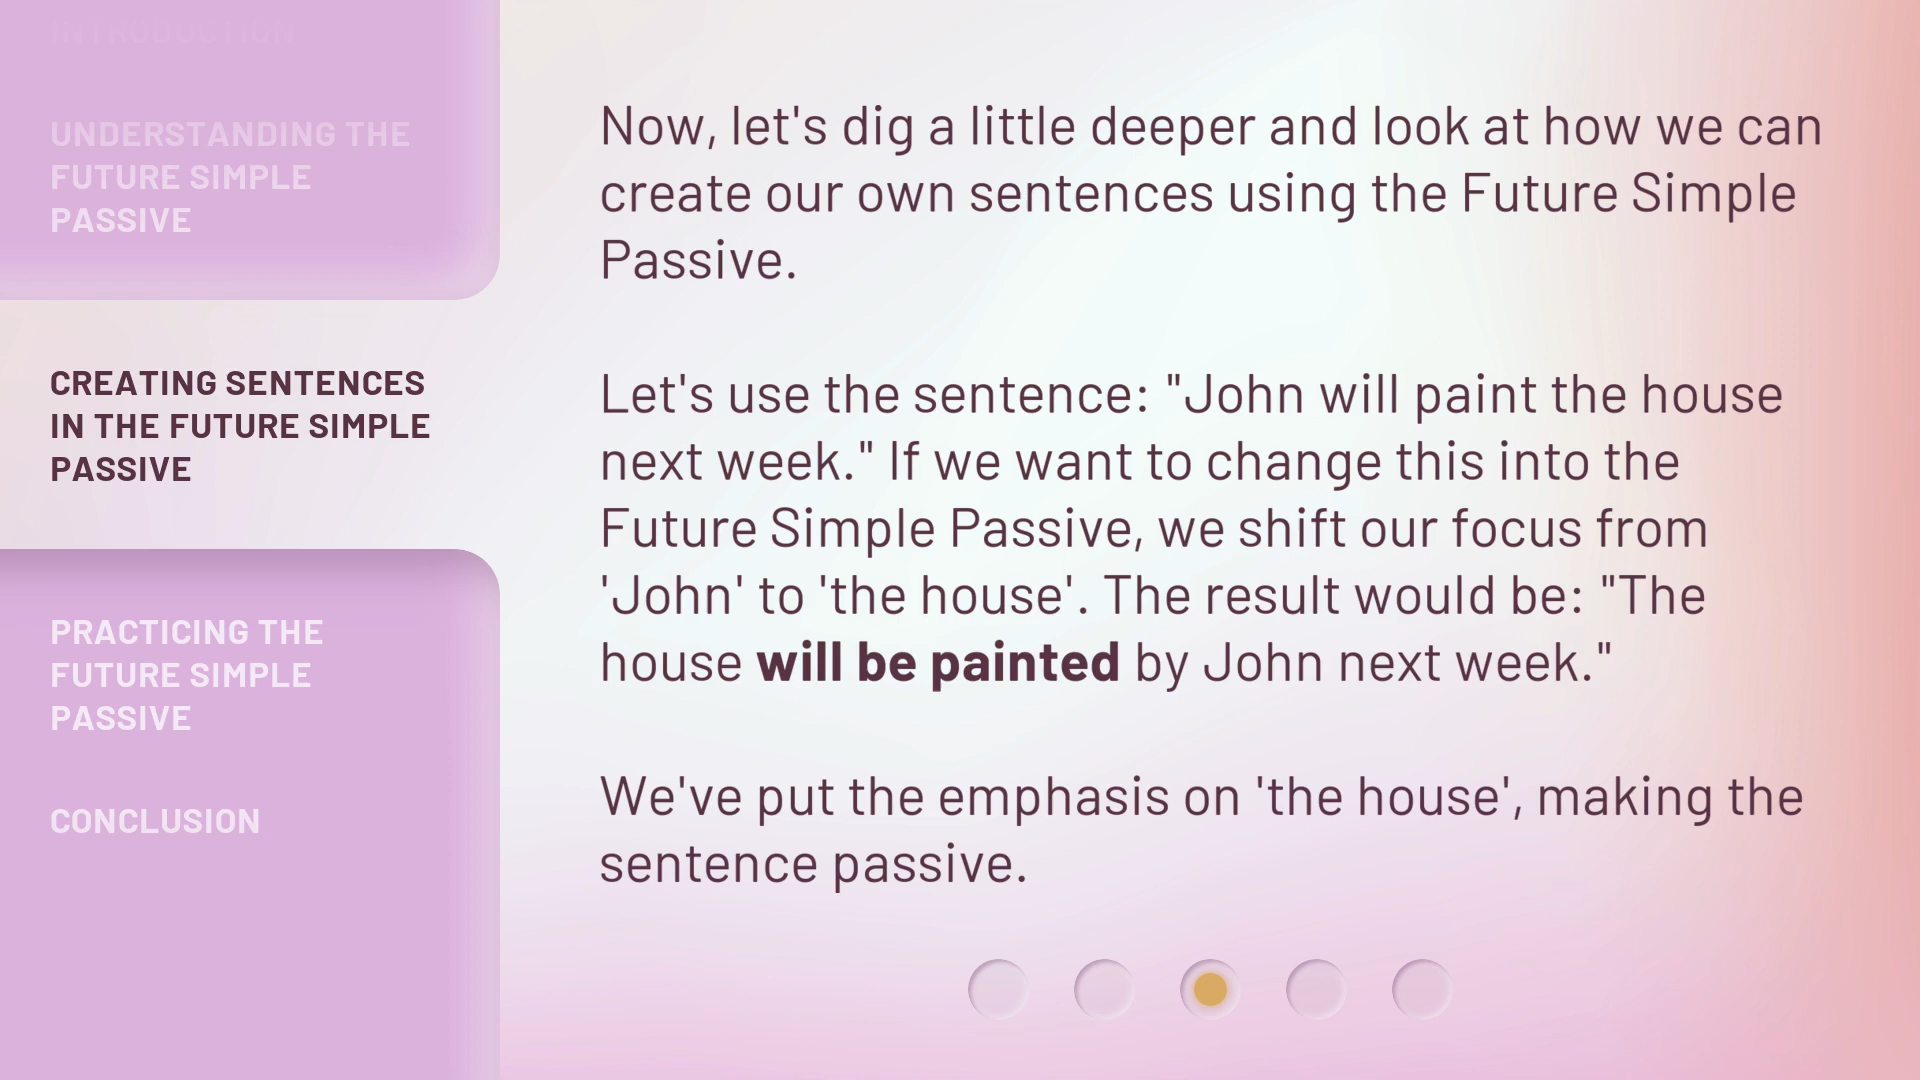 INTRODUCTION
UNDERSTANDING THE
FUTURE SIMPLE
PASSIVE
CREATING SENTENCES
IN THE FUTURE SIMPLE
PASSIVE
PRACTICING THE
FUTURE SIMPLE
PASSIVE
CONCLUSION
Now, let's dig a little deeper and look at how we can
create our own sentences using the Future Simple
Passive.
Let's use the sentence: "John will paint the house
next week." If we want to change this into the
Future Simple Passive, we shift our focus from
'John' to 'the house'. The result would be: "The
house will be painted by John next week."
We've put the emphasis on 'the house', making the
sentence passive.